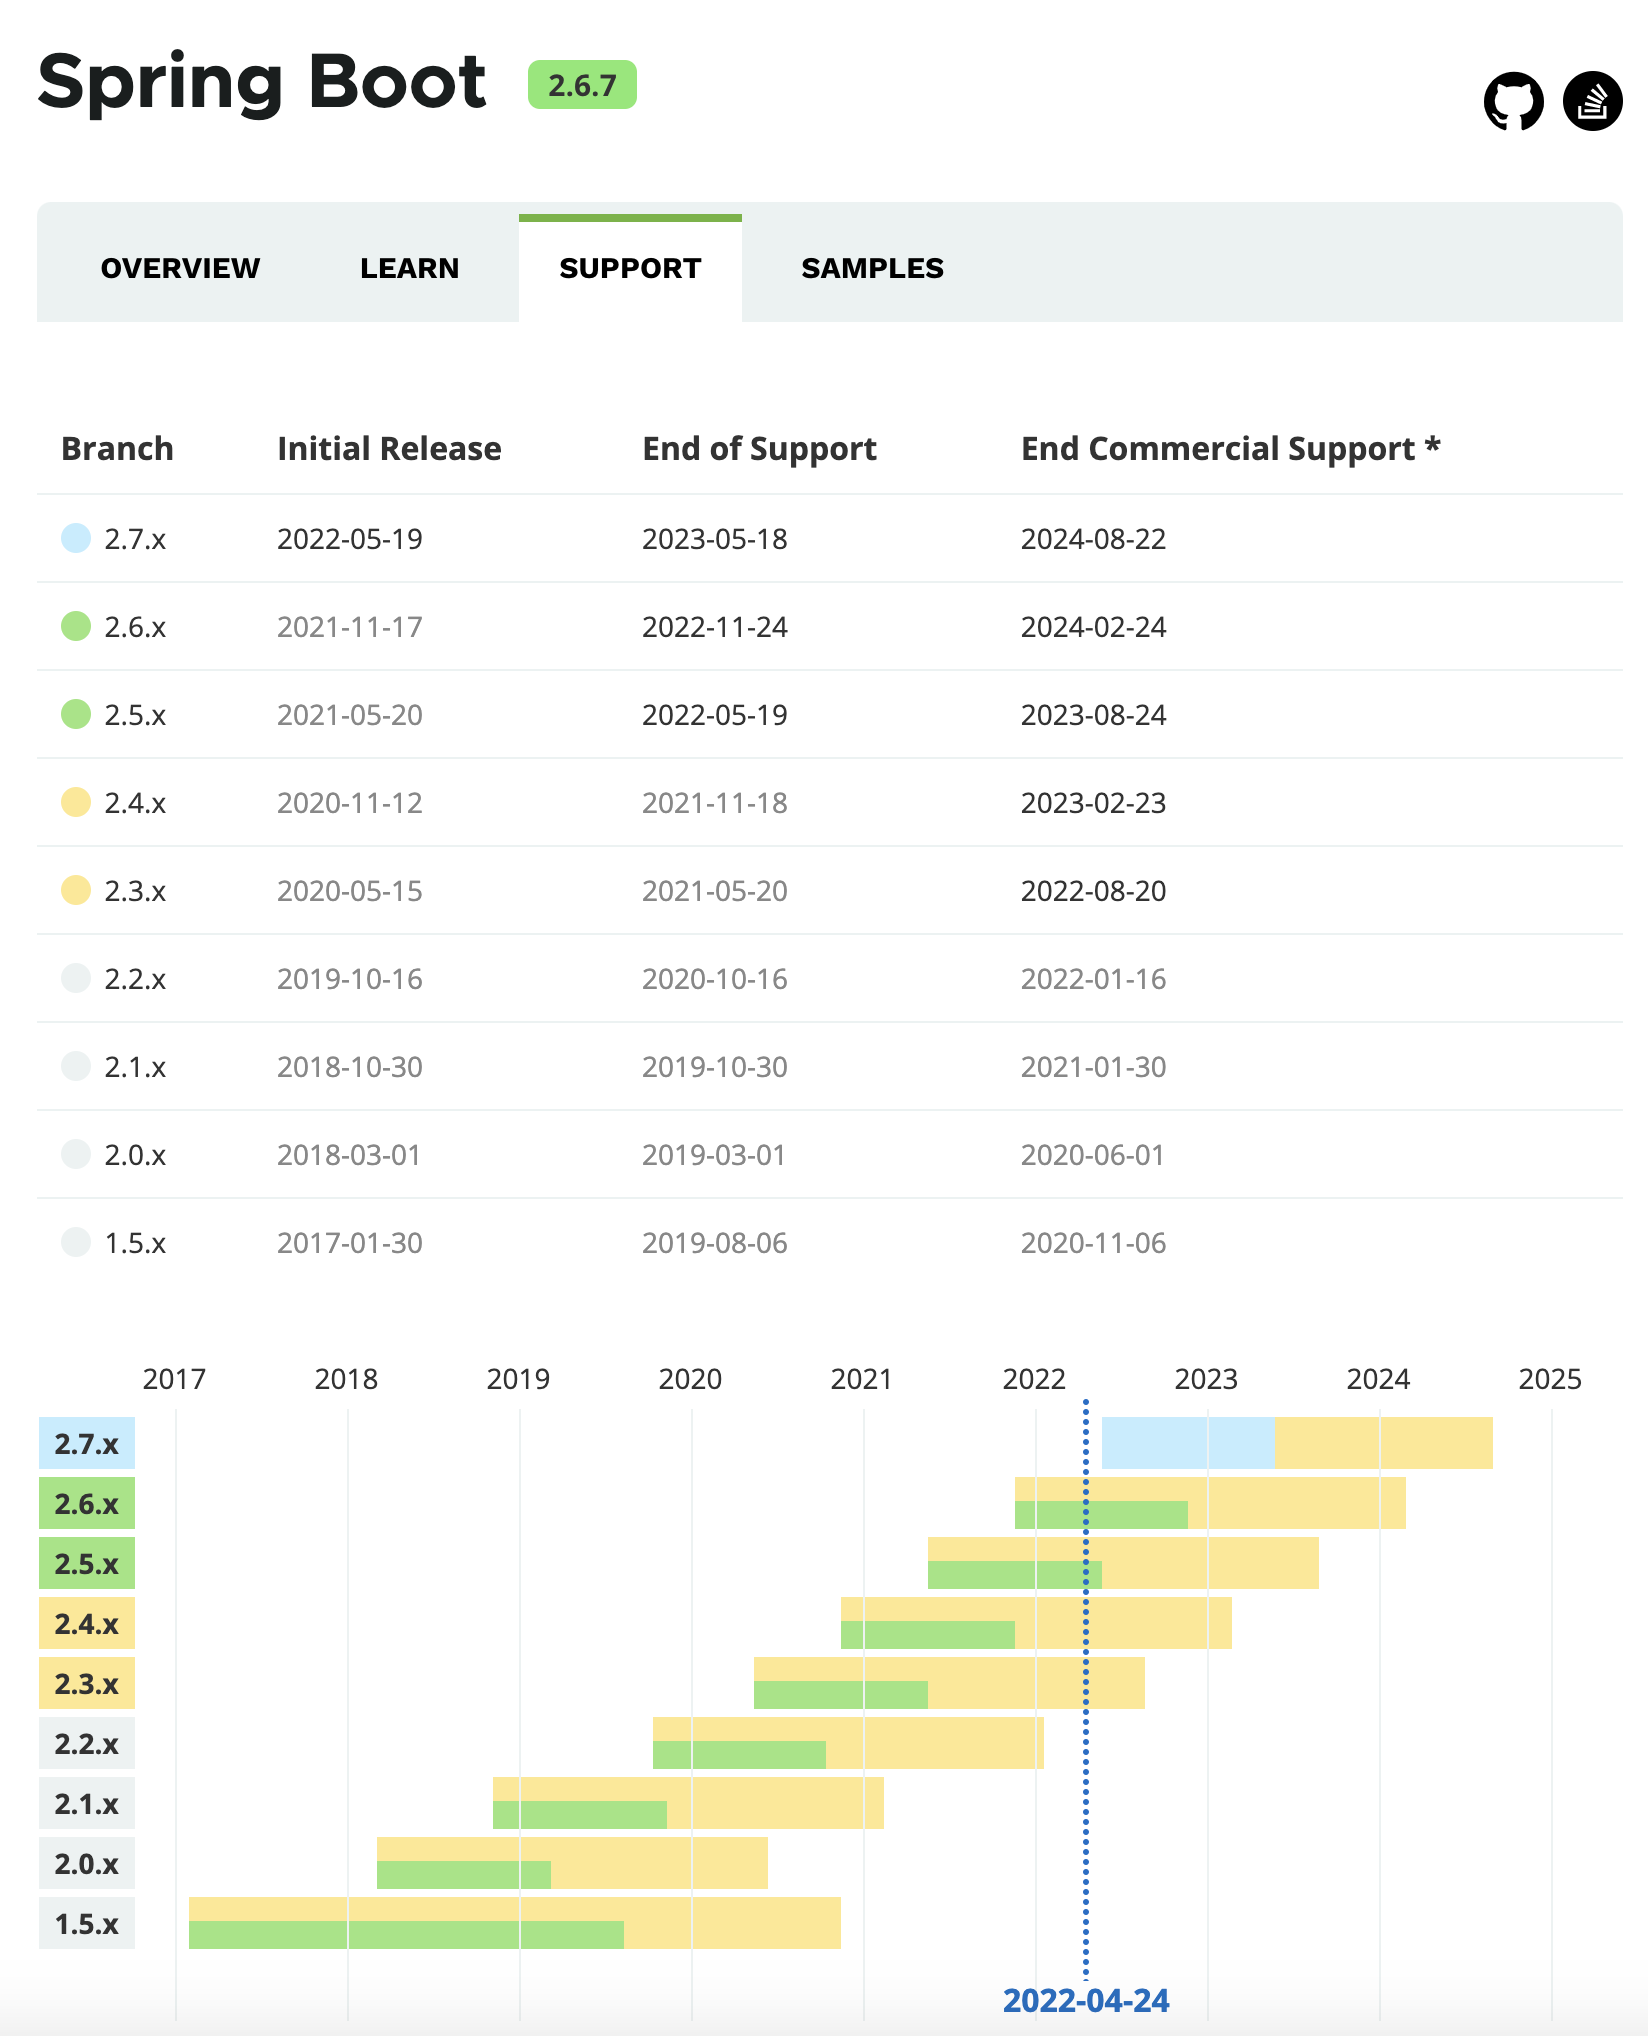 Spring Boot 2.6.7
OVERVIEW LEARN SUPPORT SAMPLES
Branch Initial Release End of Support End Commercial Support *
2.7.x 2022-05-19 2023-05-18 2024-08-22
2.6.x 2021-11-17 2022-11-24 2024-02-24
2.5.x 2021-05-20 2022-05-19 2023-08-24
2.4.x 2020-11-12 2021-11-18 2023-02-23
2.3.x 2020-05-15 2021-05-20 2022-08-20
2.2.x 2019-10-16 2020-10-16 2022-01-16
2.1.x 2018-10-30 2019-10-30 2021-01-30
2.0.x 2018-03-01 2019-03-01 2020-06-01
1.5.x 2017-01-30 2019-08-06 2020-11-06
2017 2018 2019 2020 2021 2022 2023 2024 2025
2.7.x
2.6.x
2.5.x
2.4.x
2.3.x
2.2.x
2.1.x
2.0.x
1.5.x
2022-04-24